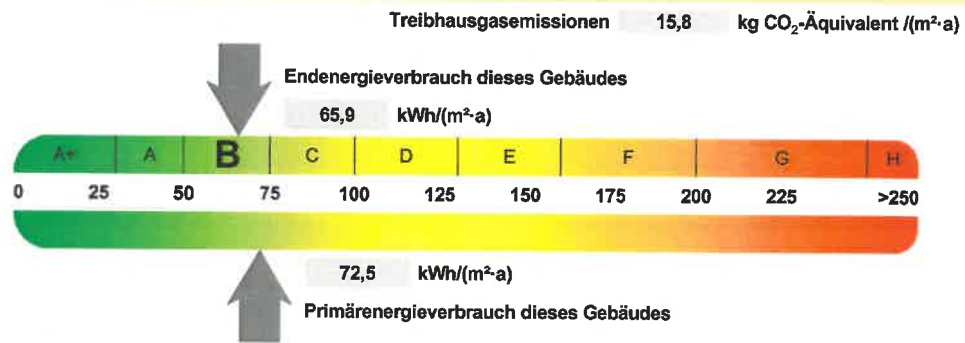 Treibhausgasemissionen 15,8 kg CO₂-Äquivalent /(m²·a)
Endenergieverbrauch dieses Gebäudes
65,9 kWh/(m²·a)
A+ A B C D E F G H
0 25 50 75 100 125 150 175 200 225 >250
72,5 kWh/(m²·a)
Primärenergieverbrauch dieses Gebäudes